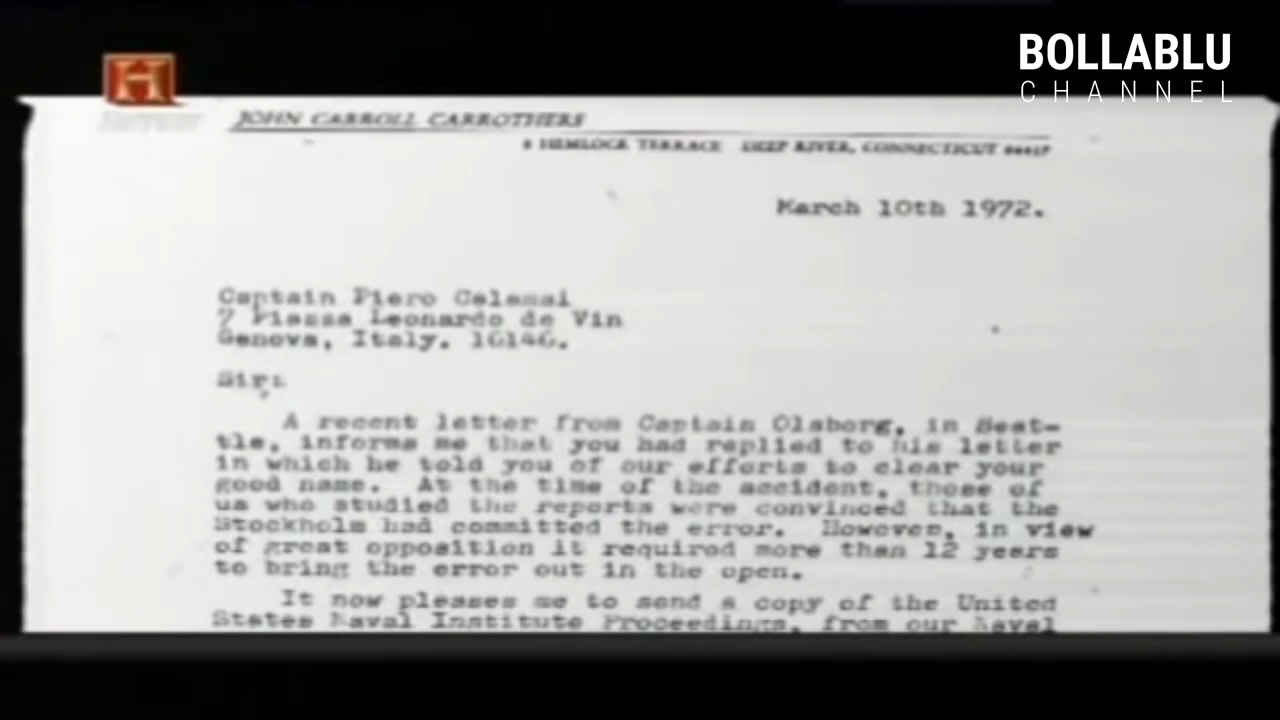 BOLLABLU
CHANNEL
H
JOHN CARROLL CARROTHERS
HEMLOCK TERRACE DEEP RIVER, CONNECTICUT
March 10th 1972.
Captain Piero Calamai
7 Piazza Leonardo de Vin
Genova, Italy. 16146.
Sir:
A recent letter from Captain Olsborg, in Seat-
tle, informs me that you had replied to his letter
in which he told you of our efforts to clear your
good name. At the time of the accident, those of
us who studied the reports were convinced that the
Stockholm had committed the error. However, in view
of great opposition it required more than 12 years
to bring the error out in the open.
It now pleases me to send a copy of the United
States Naval Institute Proceedings, from our Naval